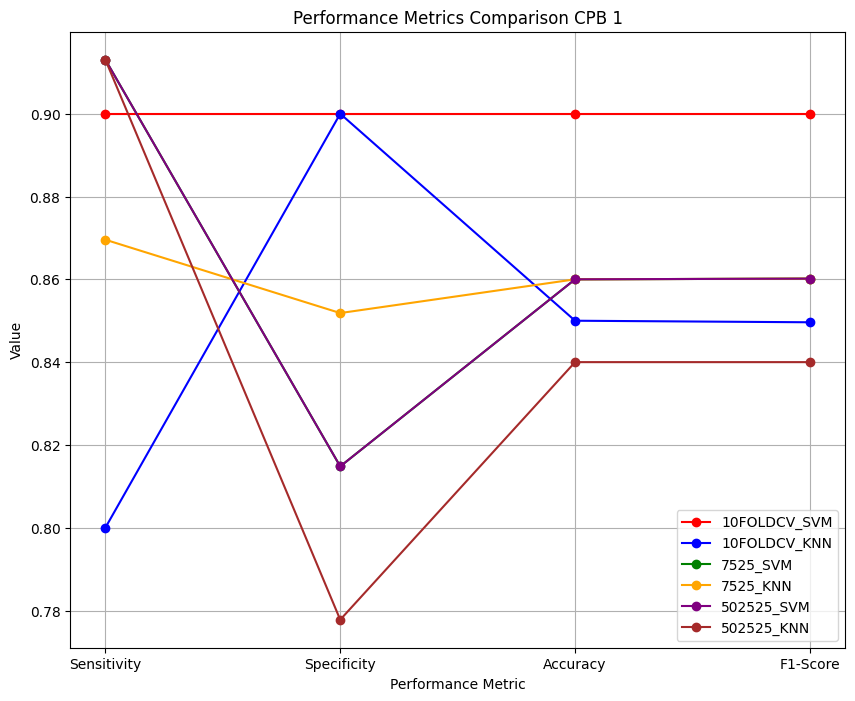 Performance Metrics Comparison CPB 1
Value
0.90
0.88
0.86
0.84
0.82
0.80
0.78
10FOLDCV_SVM
10FOLDCV_KNN
7525_SVM
7525_KNN
502525_SVM
502525_KNN
Sensitivity
Specificity
Accuracy
F1-Score
Performance Metric